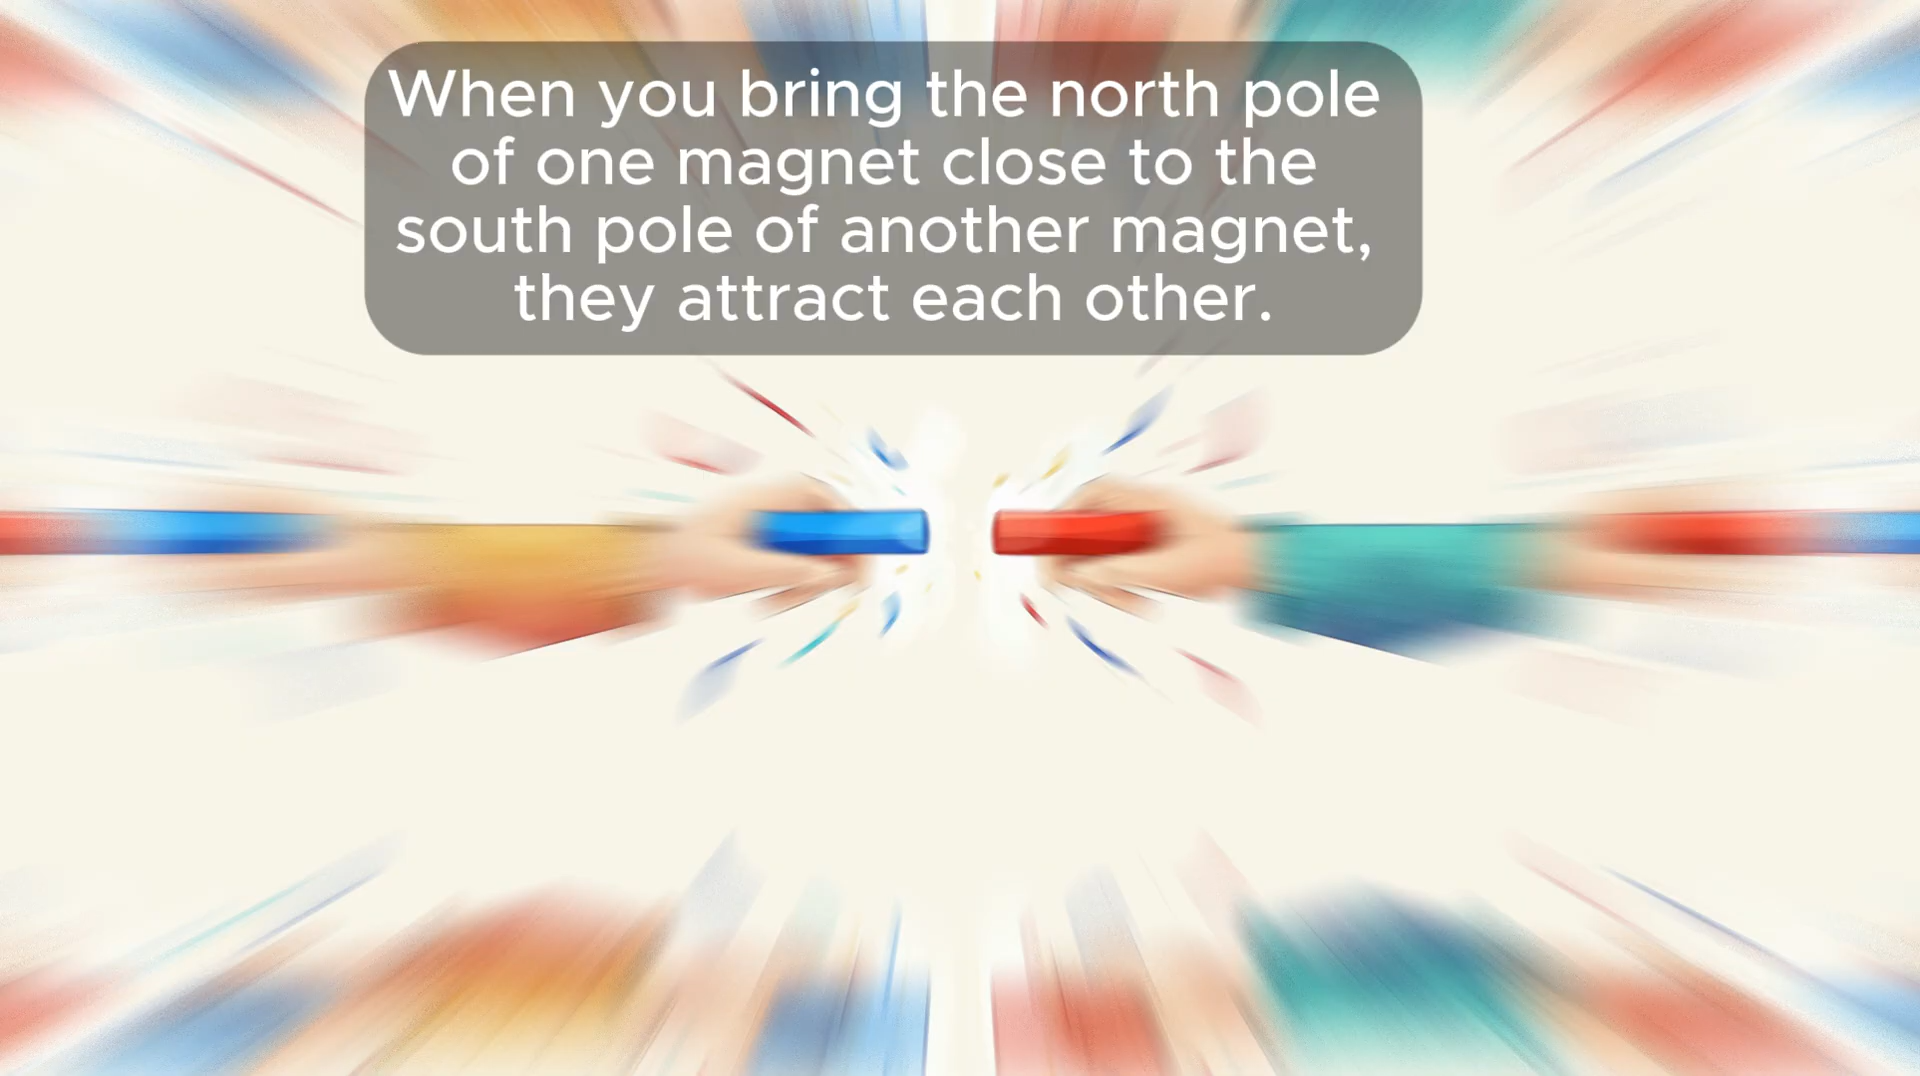 When you bring the north pole
of one magnet close to the
south pole of another magnet,
they attract each other.